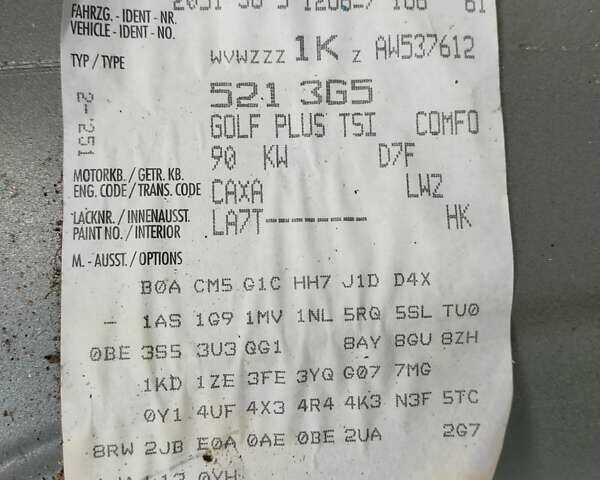 FAHRZG. - IDENT - NR.
VEHICLE - IDENT - NO.
WVWZZZ 1K Z AW537612
TYP / TYPE
521 3G5
GOLF PLUS TSI COMFO
90 KW D7F
MOTORKB. / GETR. KB.
ENG. CODE / TRANS. CODE CAXA LWZ
LACKNR. / INNENAUSST.
PAINT NO. / INTERIOR LA7T HK
M. - AUSST. / OPTIONS
B0A CM5 G1C HH7 J1D D4X
- 1AS 1G9 1MV 1NL 5RQ 5SL TU0
0BE 3S5 3U3 QG1 8AY 8GU 8ZH
1KD 1ZE 3FE 3YQ G07 7MG
0Y1 4UF 4X3 4R4 4K3 N3F 5TC
8RW 2JB E0A 0AE 0BE 2UA 2G7
0YH